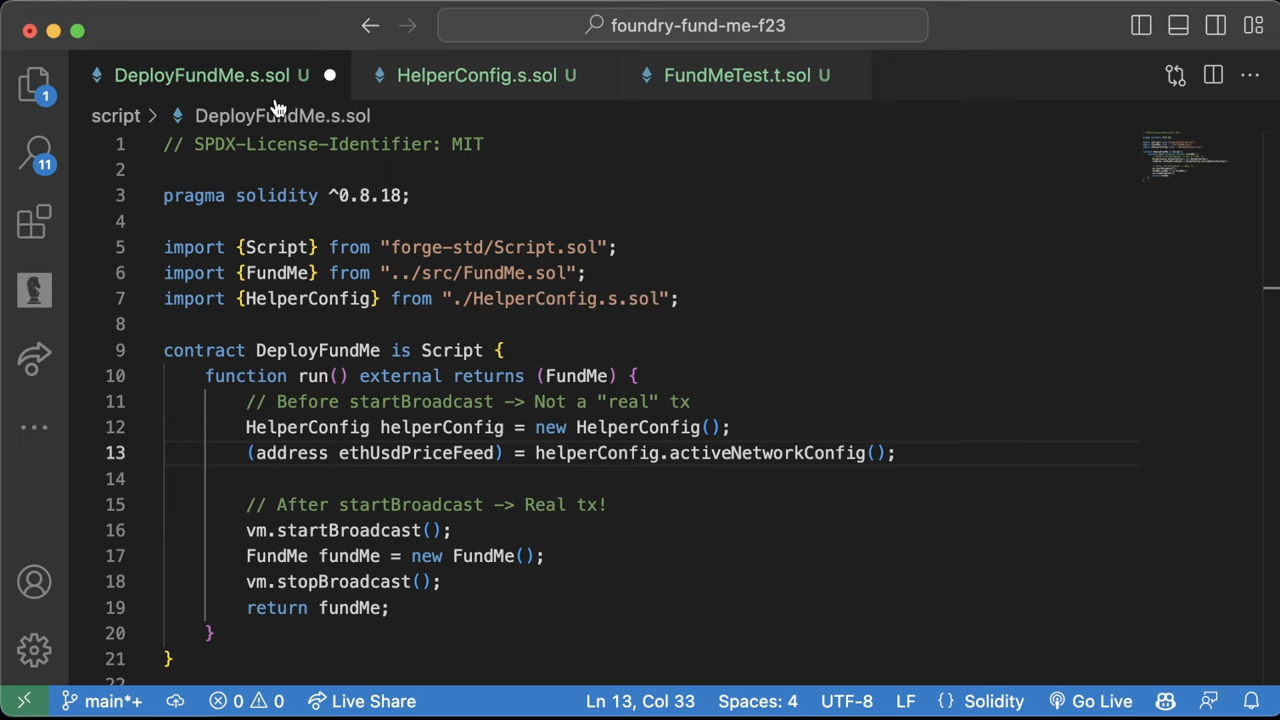 foundry-fund-me-f23
DeployFundMe.s.sol U
HelperConfig.s.sol U
FundMeTest.t.sol U
script > DeployFundMe.s.sol
1
11
1 // SPDX-License-Identifier: MIT
2
3 pragma solidity ^0.8.18;
4
5 import {Script} from "forge-std/Script.sol";
6 import {FundMe} from "../src/FundMe.sol";
7 import {HelperConfig} from "./HelperConfig.s.sol";
8
9 contract DeployFundMe is Script {
10 function run() external returns (FundMe) {
11 // Before startBroadcast -> Not a "real" tx
12 HelperConfig helperConfig = new HelperConfig();
13 (address ethUsdPriceFeed) = helperConfig.activeNetworkConfig();
14
15 // After startBroadcast -> Real tx!
16 vm.startBroadcast();
17 FundMe fundMe = new FundMe();
18 vm.stopBroadcast();
19 return fundMe;
20 }
21 }
22
main*+ 0 0 Live Share Ln 13, Col 33 Spaces: 4 UTF-8 LF {} Solidity Go Live